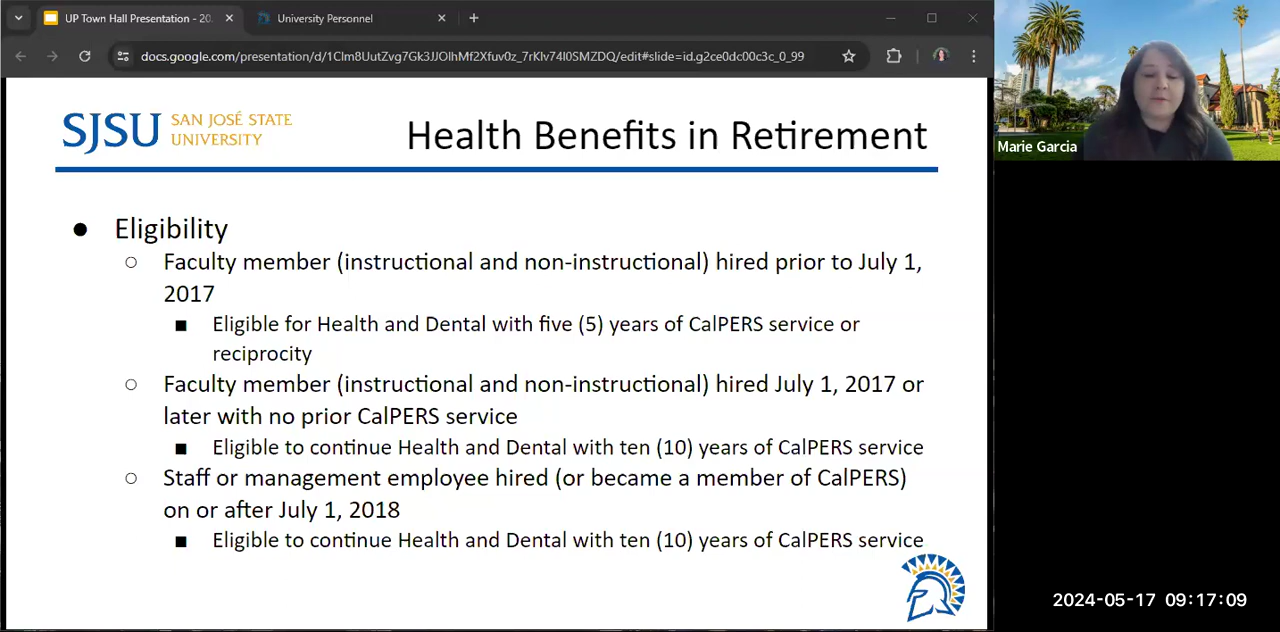 UP Town Hall Presentation - 20
University Personnel
docs.google.com/presentation/d/1Clm8UutZvg7Gk3JJOlhMf2Xfuv0z_7rKlv74I0SMZDQ/edit#slide=id.g2ce0dc00c3c_0_99
SJSU
SAN JOSÉ STATE
UNIVERSITY
Health Benefits in Retirement
● Eligibility
○ Faculty member (instructional and non-instructional) hired prior to July 1,
2017
■ Eligible for Health and Dental with five (5) years of CalPERS service or
reciprocity
○ Faculty member (instructional and non-instructional) hired July 1, 2017 or
later with no prior CalPERS service
■ Eligible to continue Health and Dental with ten (10) years of CalPERS service
○ Staff or management employee hired (or became a member of CalPERS)
on or after July 1, 2018
■ Eligible to continue Health and Dental with ten (10) years of CalPERS service
Marie Garcia
2024-05-17 09:17:09